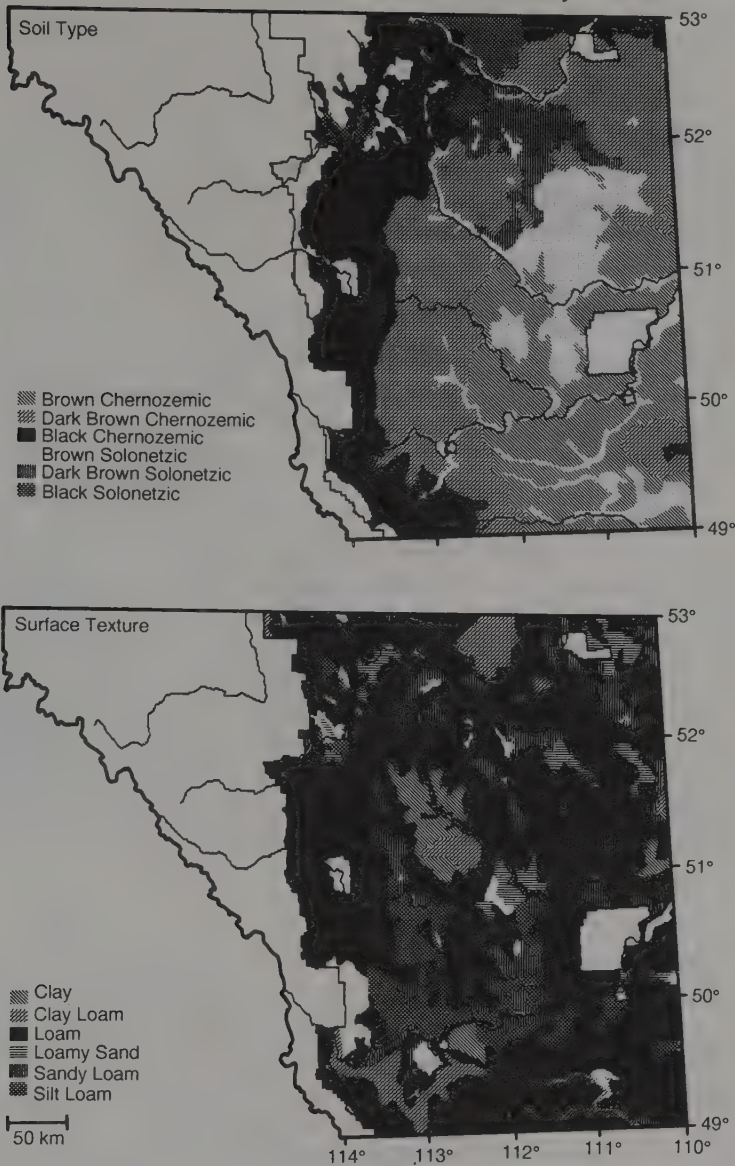 Soil Type
53°
52°
51°
50°
49°
Brown Chernozemic
Dark Brown Chernozemic
Black Chernozemic
Brown Solonetzic
Dark Brown Solonetzic
Black Solonetzic
Surface Texture
53°
52°
51°
50°
49°
Clay
Clay Loam
Loam
Loamy Sand
Sandy Loam
Silt Loam
50 km
114° 113° 112° 111° 110°